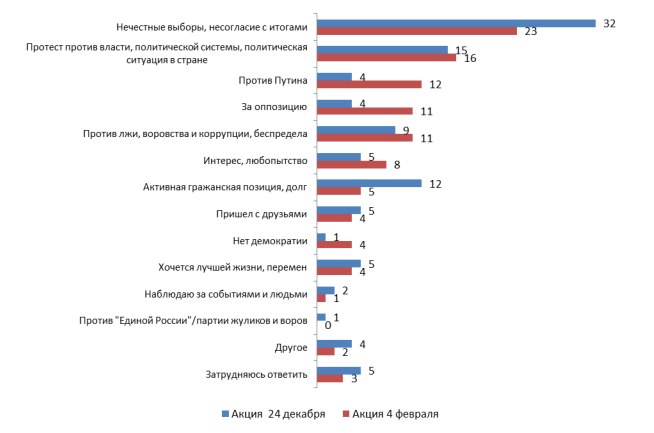 Нечестные выборы, несогласие с итогами
32
23
Протест против власти, политической системы, политическая
ситуация в стране
15
16
Против Путина
4
12
За оппозицию
4
11
Против лжи, воровства и коррупции, беспредела
9
11
Интерес, любопытство
5
8
Активная гражанская позиция, долг
12
5
Пришел с друзьями
5
4
Нет демократии
1
4
Хочется лучшей жизни, перемен
5
4
Наблюдаю за событиями и людьми
2
1
Против "Единой России"/партии жуликов и воров
1
0
Другое
4
2
Затрудняюсь ответить
5
3
Акция 24 декабря Акция 4 февраля